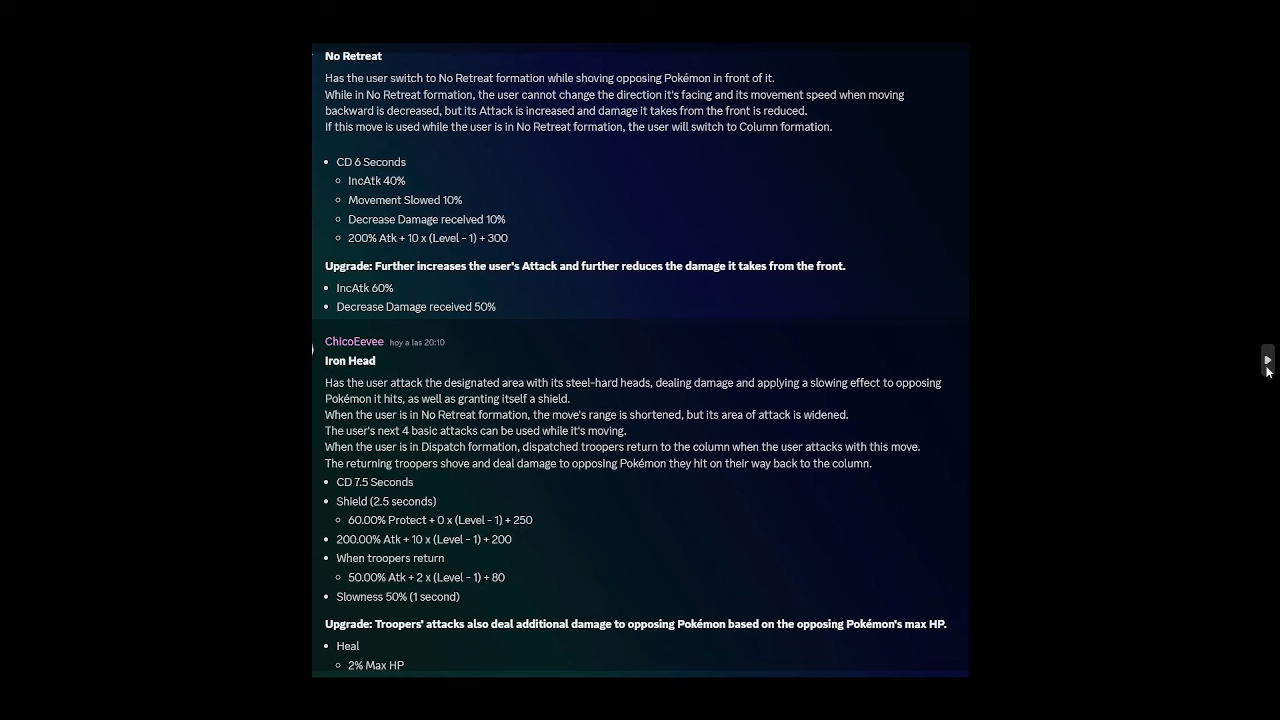 No Retreat
Has the user switch to No Retreat formation while shoving opposing Pokémon in front of it.
While in No Retreat formation, the user cannot change the direction it's facing and its movement speed when moving
backward is decreased, but its Attack is increased and damage it takes from the front is reduced.
If this move is used while the user is in No Retreat formation, the user will switch to Column formation.
• CD 6 Seconds
◦ IncAtk 40%
◦ Movement Slowed 10%
◦ Decrease Damage received 10%
◦ 200% Atk + 10 x (Level - 1) + 300
Upgrade: Further increases the user's Attack and further reduces the damage it takes from the front.
• IncAtk 60%
• Decrease Damage received 50%
ChicoEevee hoy a las 20:10
Iron Head
Has the user attack the designated area with its steel-hard heads, dealing damage and applying a slowing effect to opposing
Pokémon it hits, as well as granting itself a shield.
When the user is in No Retreat formation, the move's range is shortened, but its area of attack is widened.
The user's next 4 basic attacks can be used while it's moving.
When the user is in Dispatch formation, dispatched troopers return to the column when the user attacks with this move.
The returning troopers shove and deal damage to opposing Pokémon they hit on their way back to the column.
• CD 7.5 Seconds
• Shield (2.5 seconds)
◦ 60.00% Protect + 0 x (Level - 1) + 250
• 200.00% Atk + 10 x (Level - 1) + 200
• When troopers return
◦ 50.00% Atk + 2 x (Level - 1) + 80
• Slowness 50% (1 second)
Upgrade: Troopers' attacks also deal additional damage to opposing Pokémon based on the opposing Pokémon's max HP.
• Heal
◦ 2% Max HP